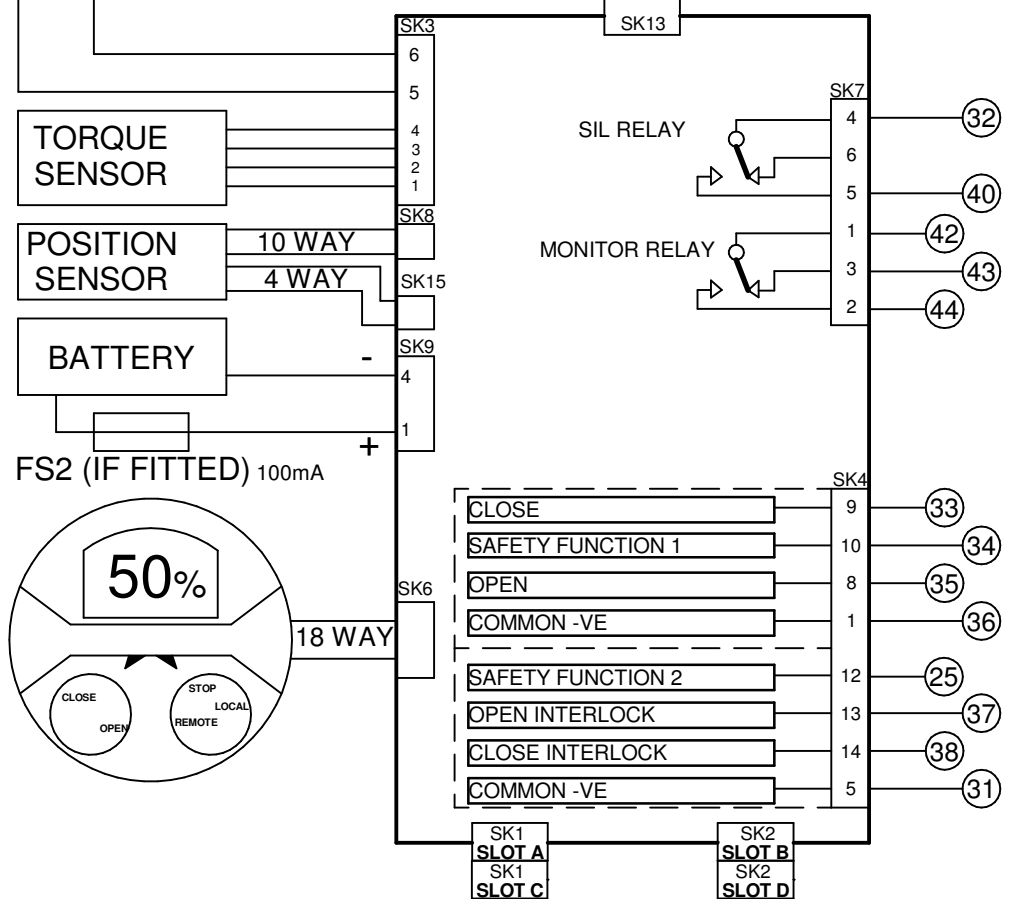 SK13
SK3
6
5
4
3
2
1
TORQUE
SENSOR
SK8
POSITION
SENSOR
10 WAY
4 WAY
SK15
BATTERY
-
SK9
4
1
+
FS2 (IF FITTED) 100mA
50%
CLOSE
OPEN
STOP
LOCAL
REMOTE
18 WAY
SK6
SK7
SIL RELAY
4 32
6
5 40
MONITOR RELAY
1 42
3 43
2 44
SK4
CLOSE 9 33
SAFETY FUNCTION 1 10 34
OPEN 8 35
COMMON -VE 1 36
SAFETY FUNCTION 2 12 25
OPEN INTERLOCK 13 37
CLOSE INTERLOCK 14 38
COMMON -VE 5 31
SK1
SLOT A
SK1
SLOT C
SK2
SLOT B
SK2
SLOT D